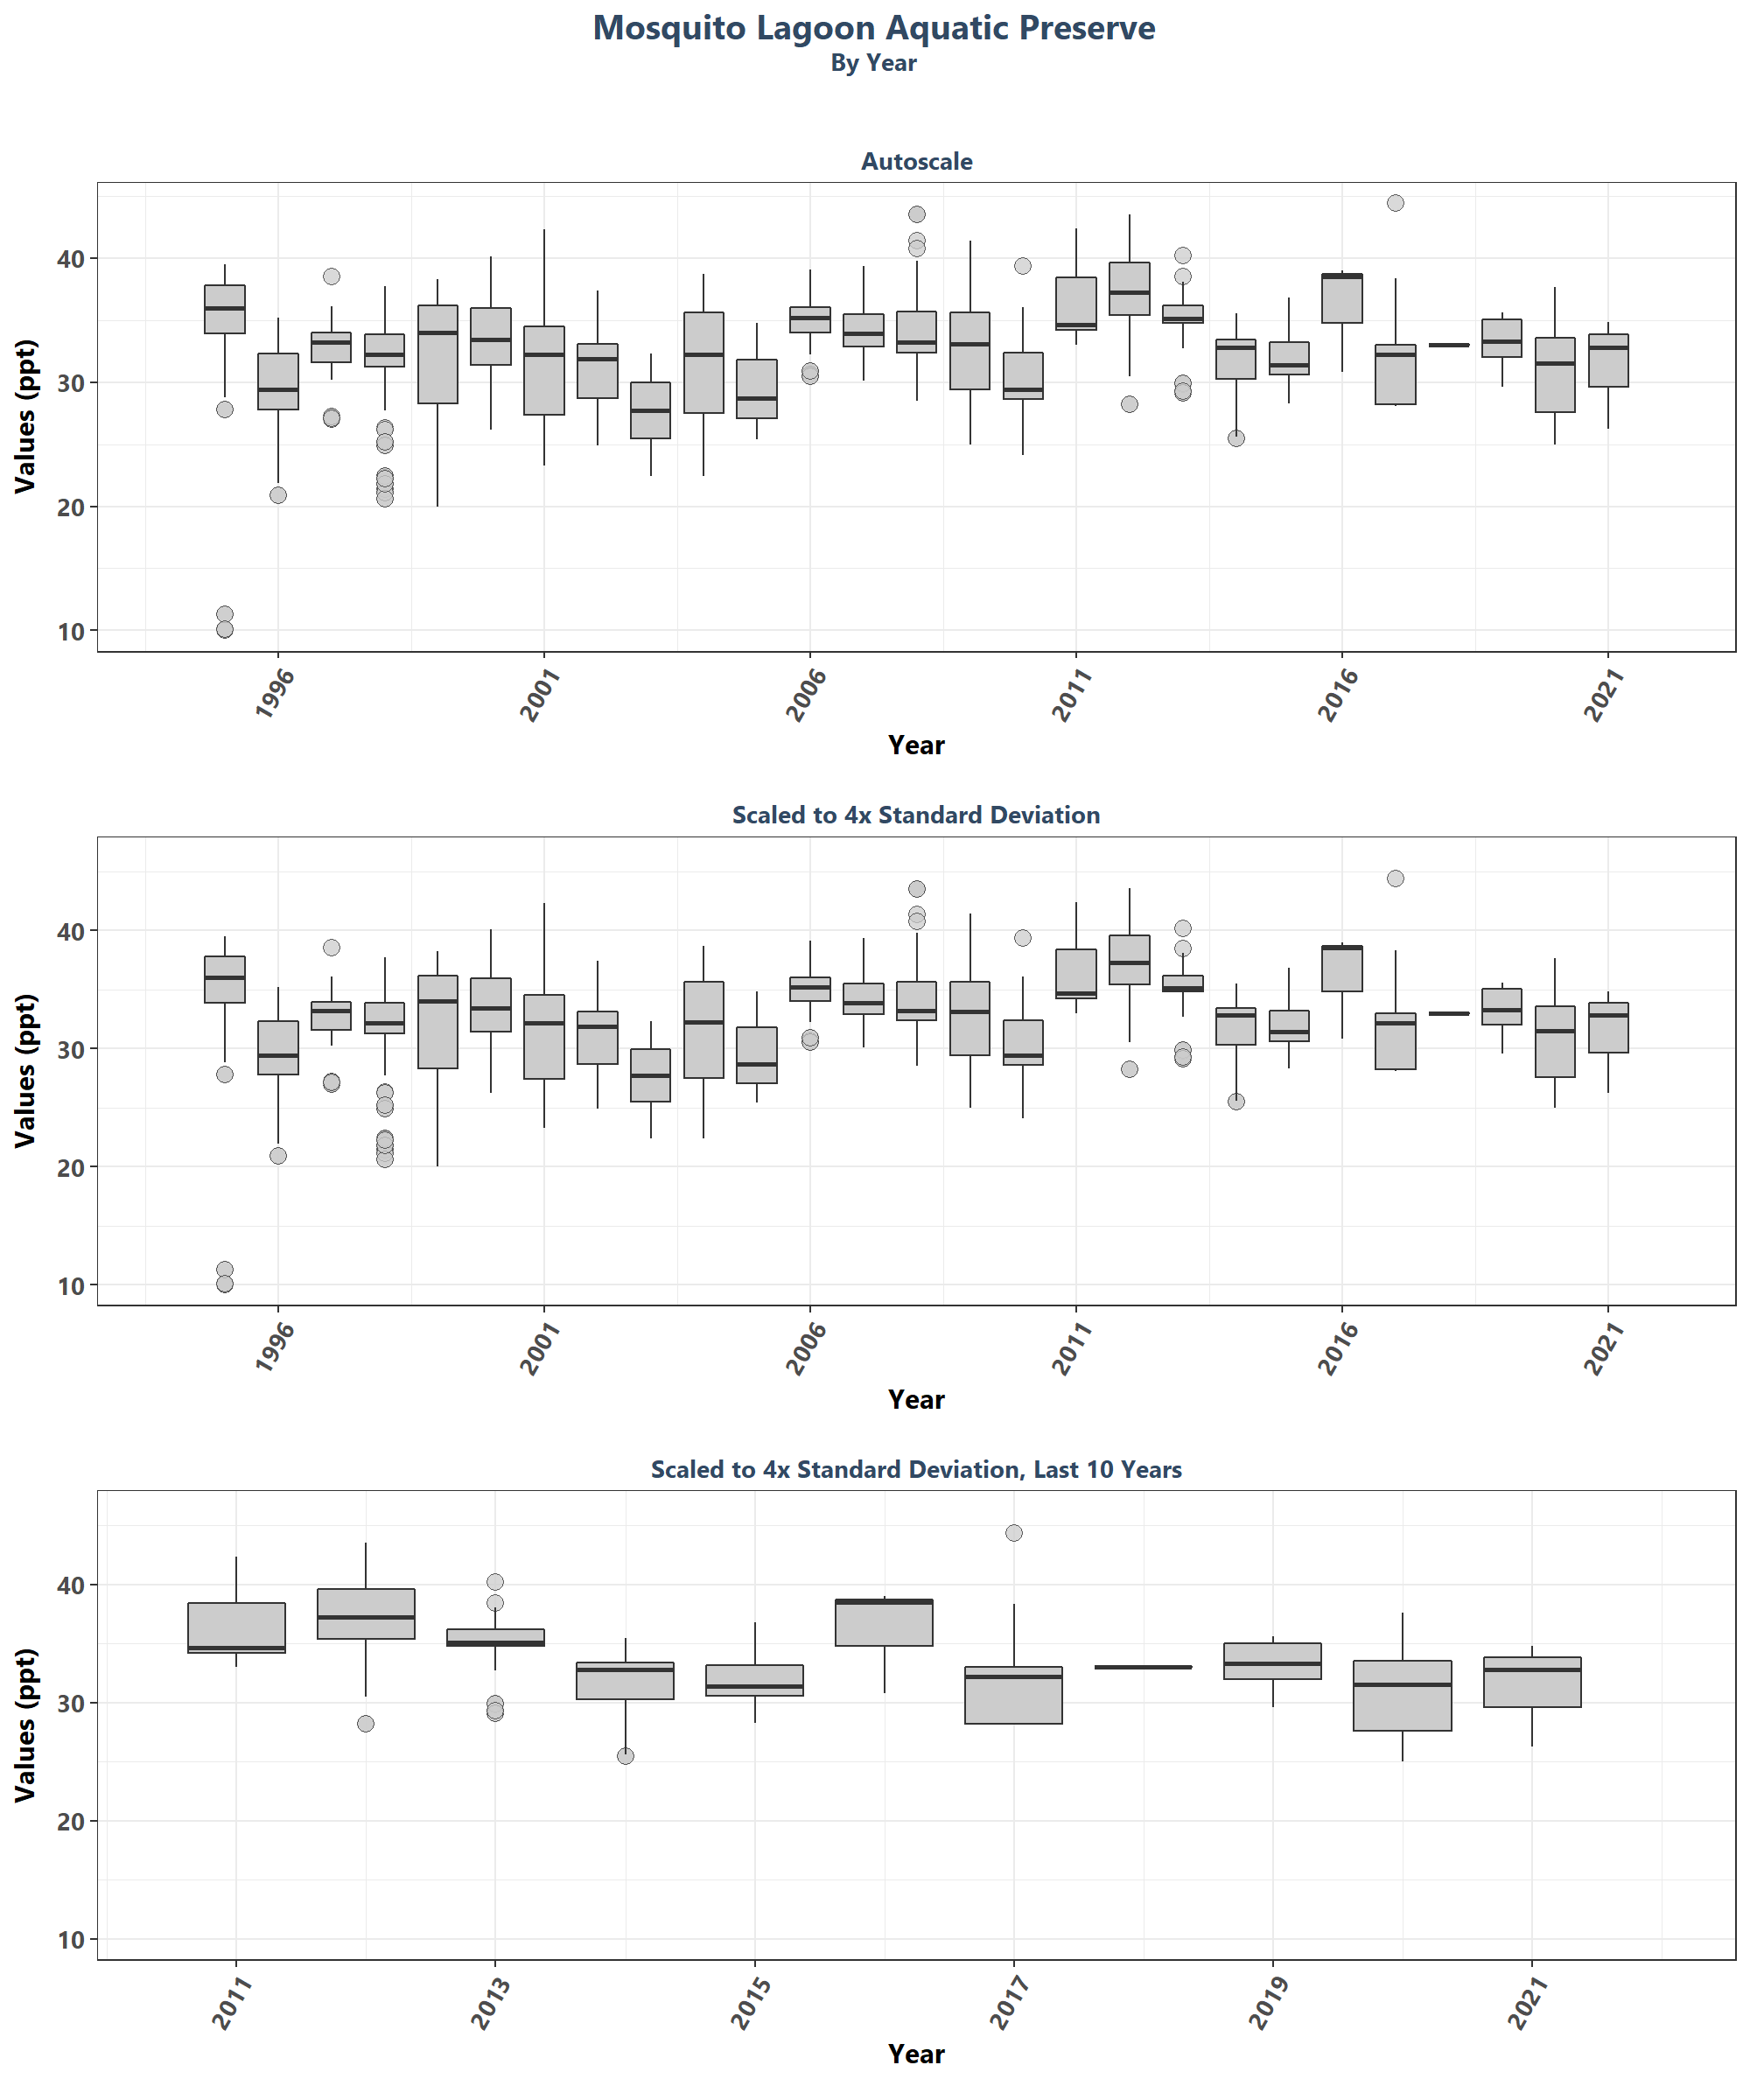 Mosquito Lagoon Aquatic Preserve
By Year
Autoscale
Values (ppt)
40
30
20
10
1996
2001
2006
2011
2016
2021
Year
Scaled to 4x Standard Deviation
Values (ppt)
40
30
20
10
1996
2001
2006
2011
2016
2021
Year
Scaled to 4x Standard Deviation, Last 10 Years
Values (ppt)
40
30
20
10
2011
2013
2015
2017
2019
2021
Year